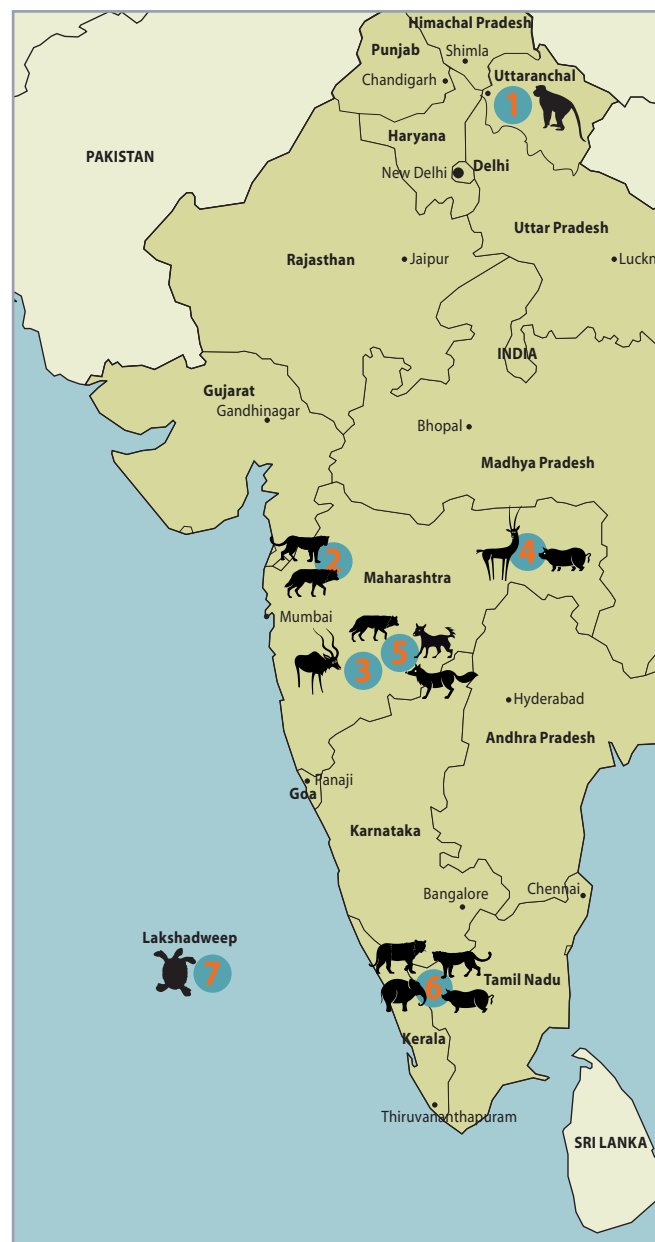 Himachal Pradesh
Punjab
Shimla
Chandigarh
Uttaranchal
1
Haryana
PAKISTAN
New Delhi
Delhi
Uttar Pradesh
Rajasthan
Jaipur
Luckn
INDIA
Gujarat
Gandhinagar
Bhopal
Madhya Pradesh
2
4
Maharashtra
Mumbai
5
3
Hyderabad
Andhra Pradesh
Panaji
Goa
Karnataka
Bangalore
Chennai
Lakshadweep
7
Tamil Nadu
6
Kerala
Thiruvananthapuram
SRI LANKA